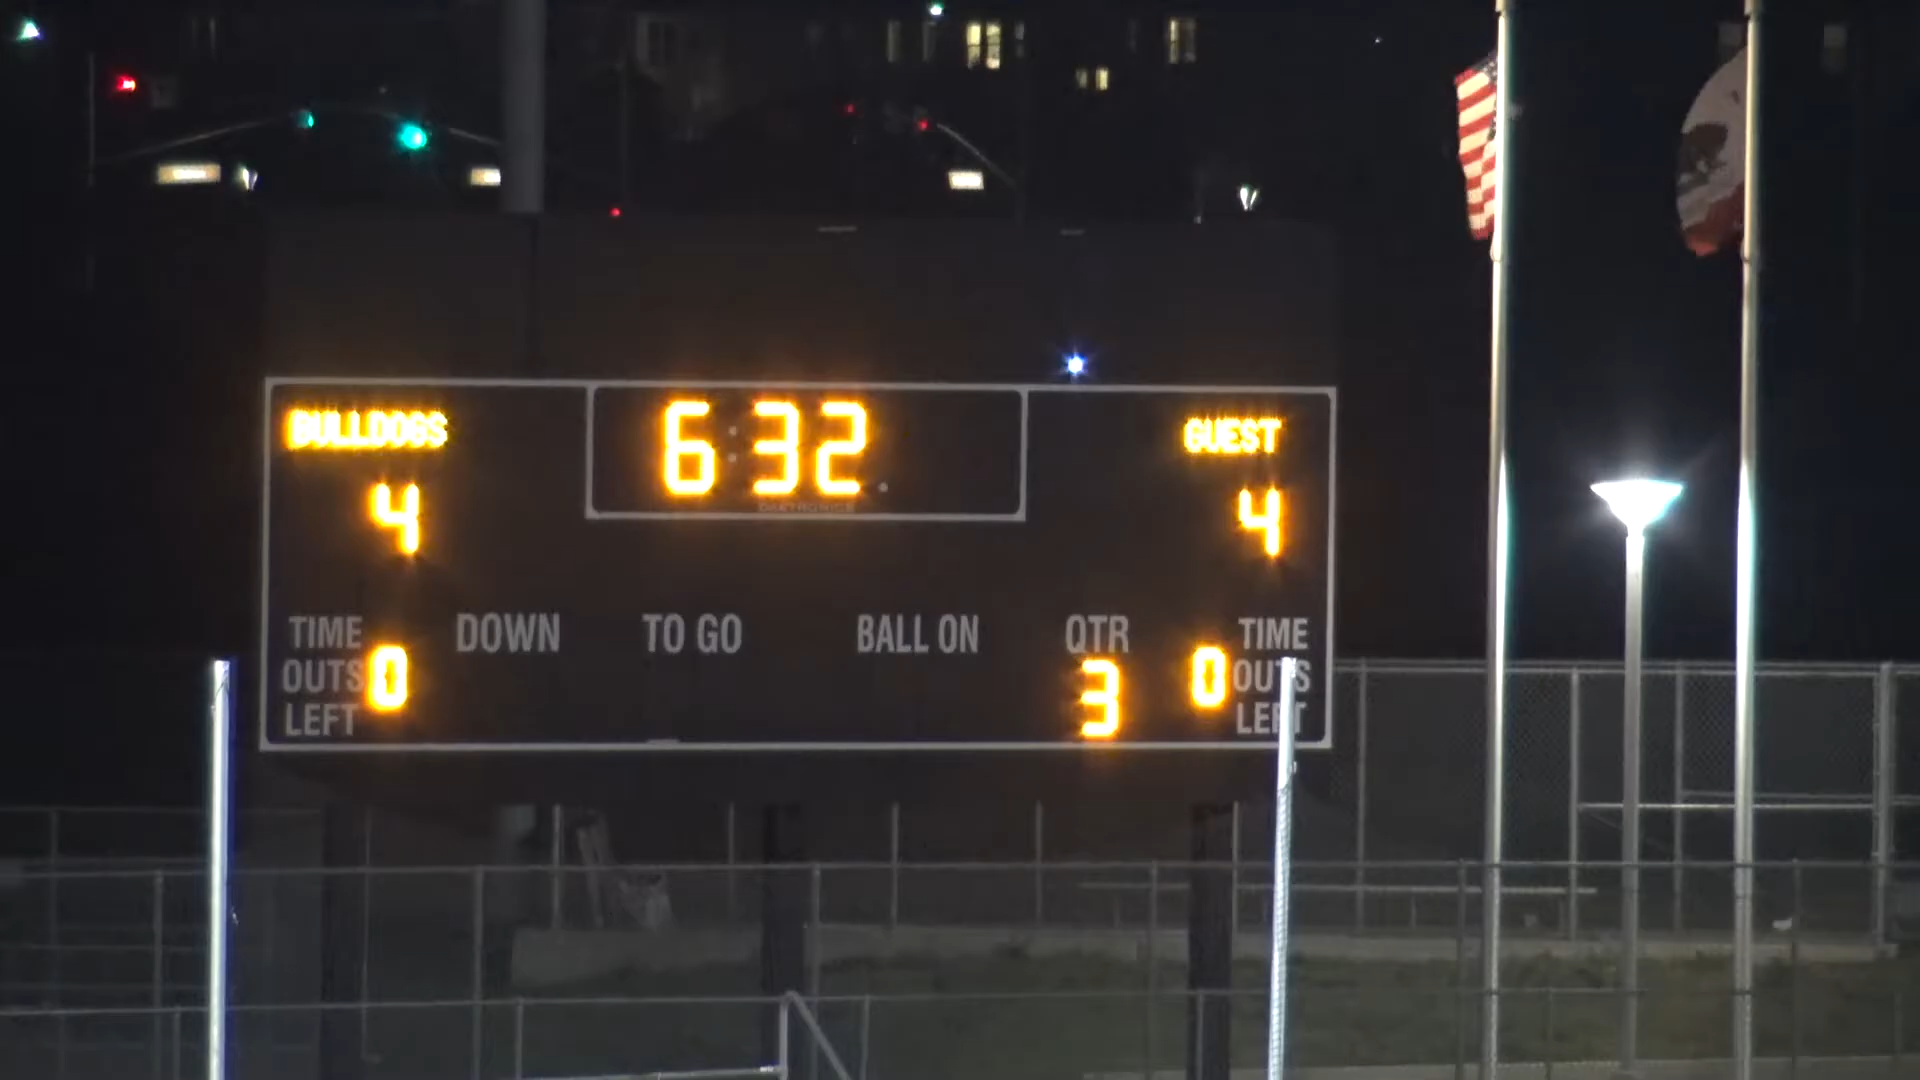 BULLDOGS
6:32
GUEST
4
4
DAKTRONICS
TIME OUTS LEFT
0
DOWN
TO GO
BALL ON
QTR
3
0
TIME OUTS LEFT